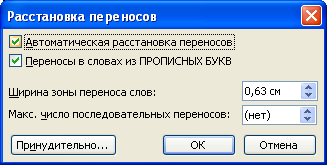 Расстановка переносов
Автоматическая расстановка переносов
Переносы в словах из ПРОПИСНЫХ БУКВ
Ширина зоны переноса слов: 0,63 см
Макс. число последовательных переносов: (нет)
Принудительно... ОК Отмена